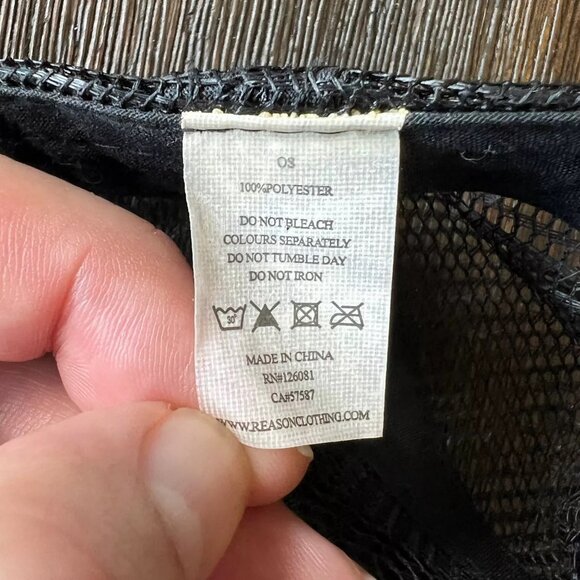 OS
100%POLYESTER
DO NOT BLEACH
COLOURS SEPARATELY
DO NOT TUMBLE DAY
DO NOT IRON
30°
MADE IN CHINA
RN#126081
CA#57587
WWW.REASONCLOTHING.COM